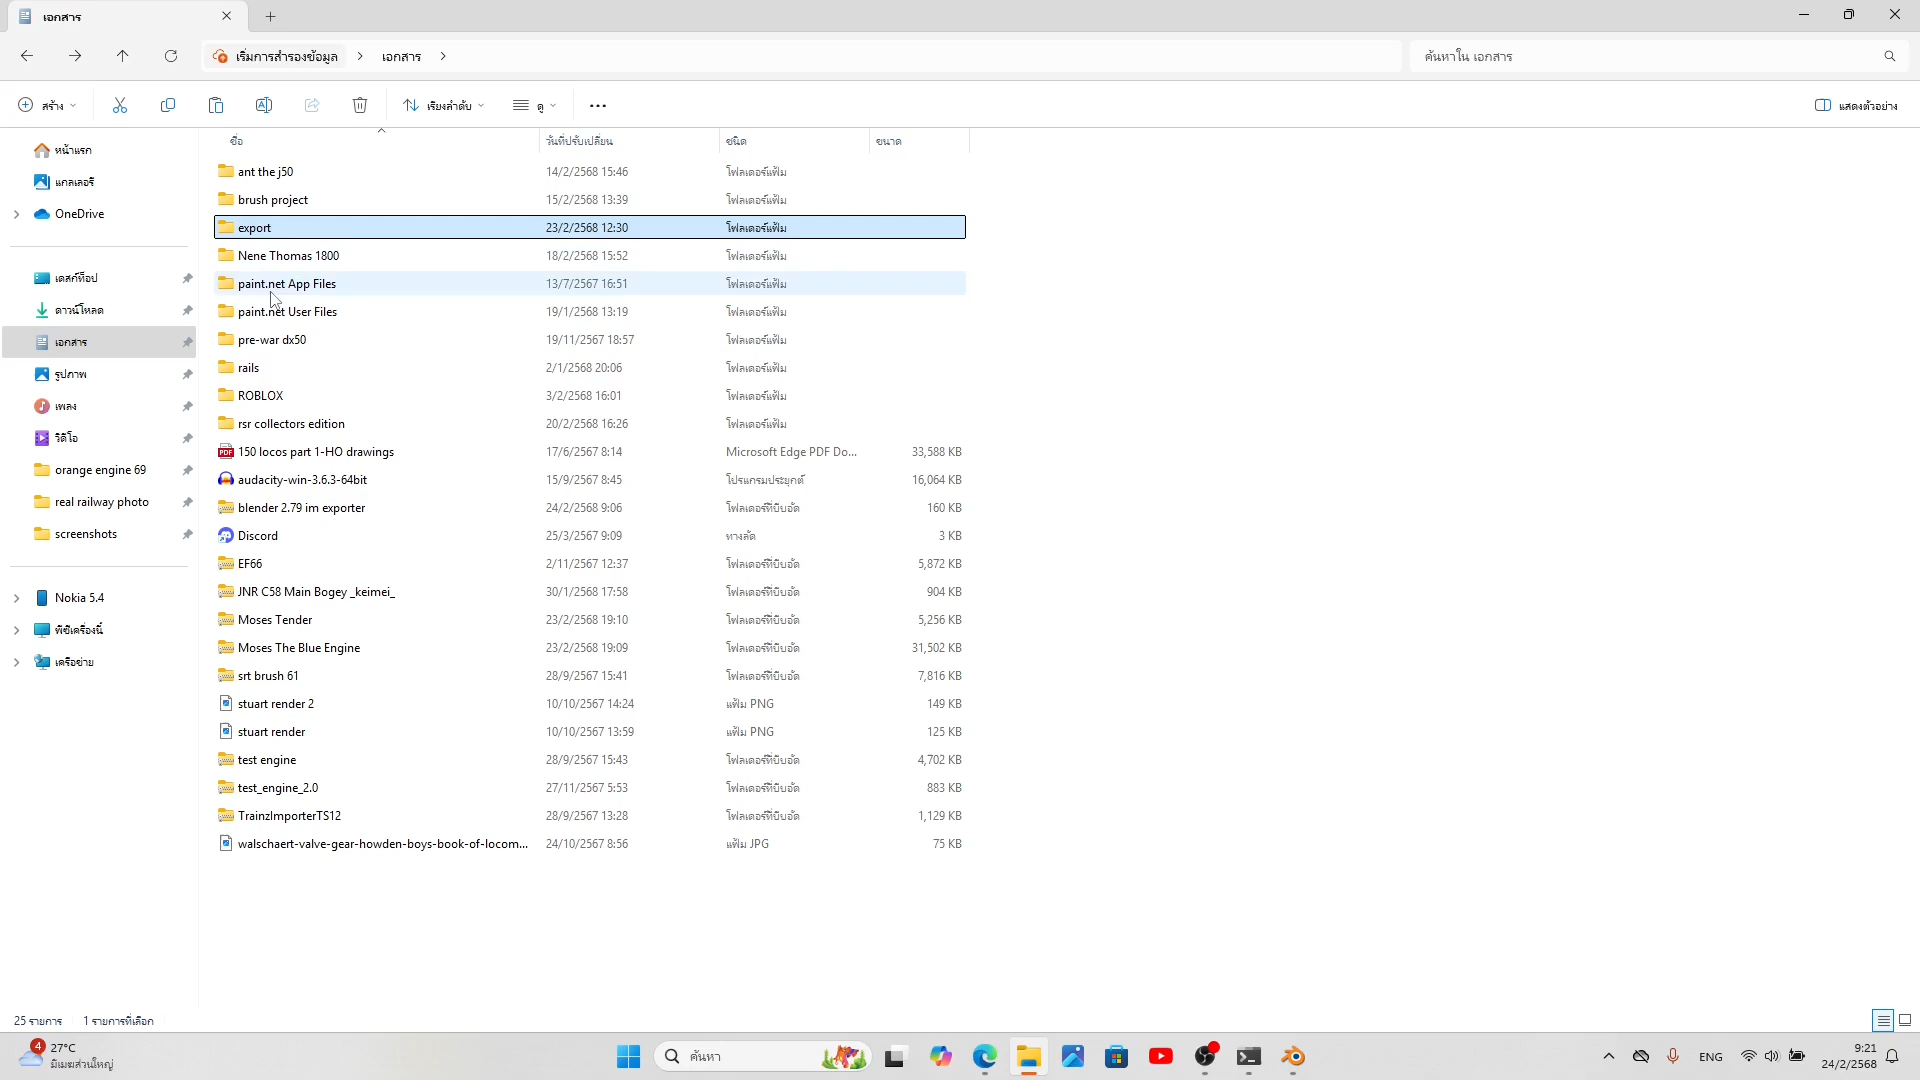 เอกสาร
เริ่มการสำรองข้อมูล
เอกสาร
ค้นหาใน เอกสาร
สร้าง
เรียงลำดับ
ดู
แสดงตัวอย่าง
หน้าแรก
แกลเลอรี
OneDrive
เดสก์ท็อป
ดาวน์โหลด
เอกสาร
รูปภาพ
เพลง
วิดีโอ
orange engine 69
real railway photo
screenshots
Nokia 5.4
พีซีเครื่องนี้
เครือข่าย
ชื่อ วันที่ปรับเปลี่ยน ชนิด ขนาด
ant the j50 14/2/2568 15:46 โฟลเดอร์แฟ้ม
brush project 15/2/2568 13:39 โฟลเดอร์แฟ้ม
export 23/2/2568 12:30 โฟลเดอร์แฟ้ม
Nene Thomas 1800 18/2/2568 15:52 โฟลเดอร์แฟ้ม
paint.net App Files 13/7/2567 16:51 โฟลเดอร์แฟ้ม
paint.net User Files 19/1/2568 13:19 โฟลเดอร์แฟ้ม
pre-war dx50 19/11/2567 18:57 โฟลเดอร์แฟ้ม
rails 2/1/2568 20:06 โฟลเดอร์แฟ้ม
ROBLOX 3/2/2568 16:01 โฟลเดอร์แฟ้ม
rsr collectors edition 20/2/2568 16:26 โฟลเดอร์แฟ้ม
150 locos part 1-HO drawings 17/6/2567 8:14 Microsoft Edge PDF Do... 33,588 KB
audacity-win-3.6.3-64bit 15/9/2567 8:45 โปรแกรมประยุกต์ 16,064 KB
blender 2.79 im exporter 24/2/2568 9:06 โฟลเดอร์ที่บีบอัด 160 KB
Discord 25/3/2567 9:09 ทางลัด 3 KB
EF66 2/11/2567 12:37 โฟลเดอร์ที่บีบอัด 5,872 KB
JNR C58 Main Bogey _keimei_ 30/1/2568 17:58 โฟลเดอร์ที่บีบอัด 904 KB
Moses Tender 23/2/2568 19:10 โฟลเดอร์ที่บีบอัด 5,256 KB
Moses The Blue Engine 23/2/2568 19:09 โฟลเดอร์ที่บีบอัด 31,502 KB
srt brush 61 28/9/2567 15:41 โฟลเดอร์ที่บีบอัด 7,816 KB
stuart render 2 10/10/2567 14:24 แฟ้ม PNG 149 KB
stuart render 10/10/2567 13:59 แฟ้ม PNG 125 KB
test engine 28/9/2567 15:43 โฟลเดอร์ที่บีบอัด 4,702 KB
test_engine_2.0 27/11/2567 5:53 โฟลเดอร์ที่บีบอัด 883 KB
TrainzImporterTS12 28/9/2567 13:28 โฟลเดอร์ที่บีบอัด 1,129 KB
walschaert-valve-gear-howden-boys-book-of-locom... 24/10/2567 8:56 แฟ้ม JPG 75 KB
25 รายการ 1 รายการที่เลือก
4 27°C
มีเมฆส่วนใหญ่
ค้นหา
ENG
9:21
24/2/2568